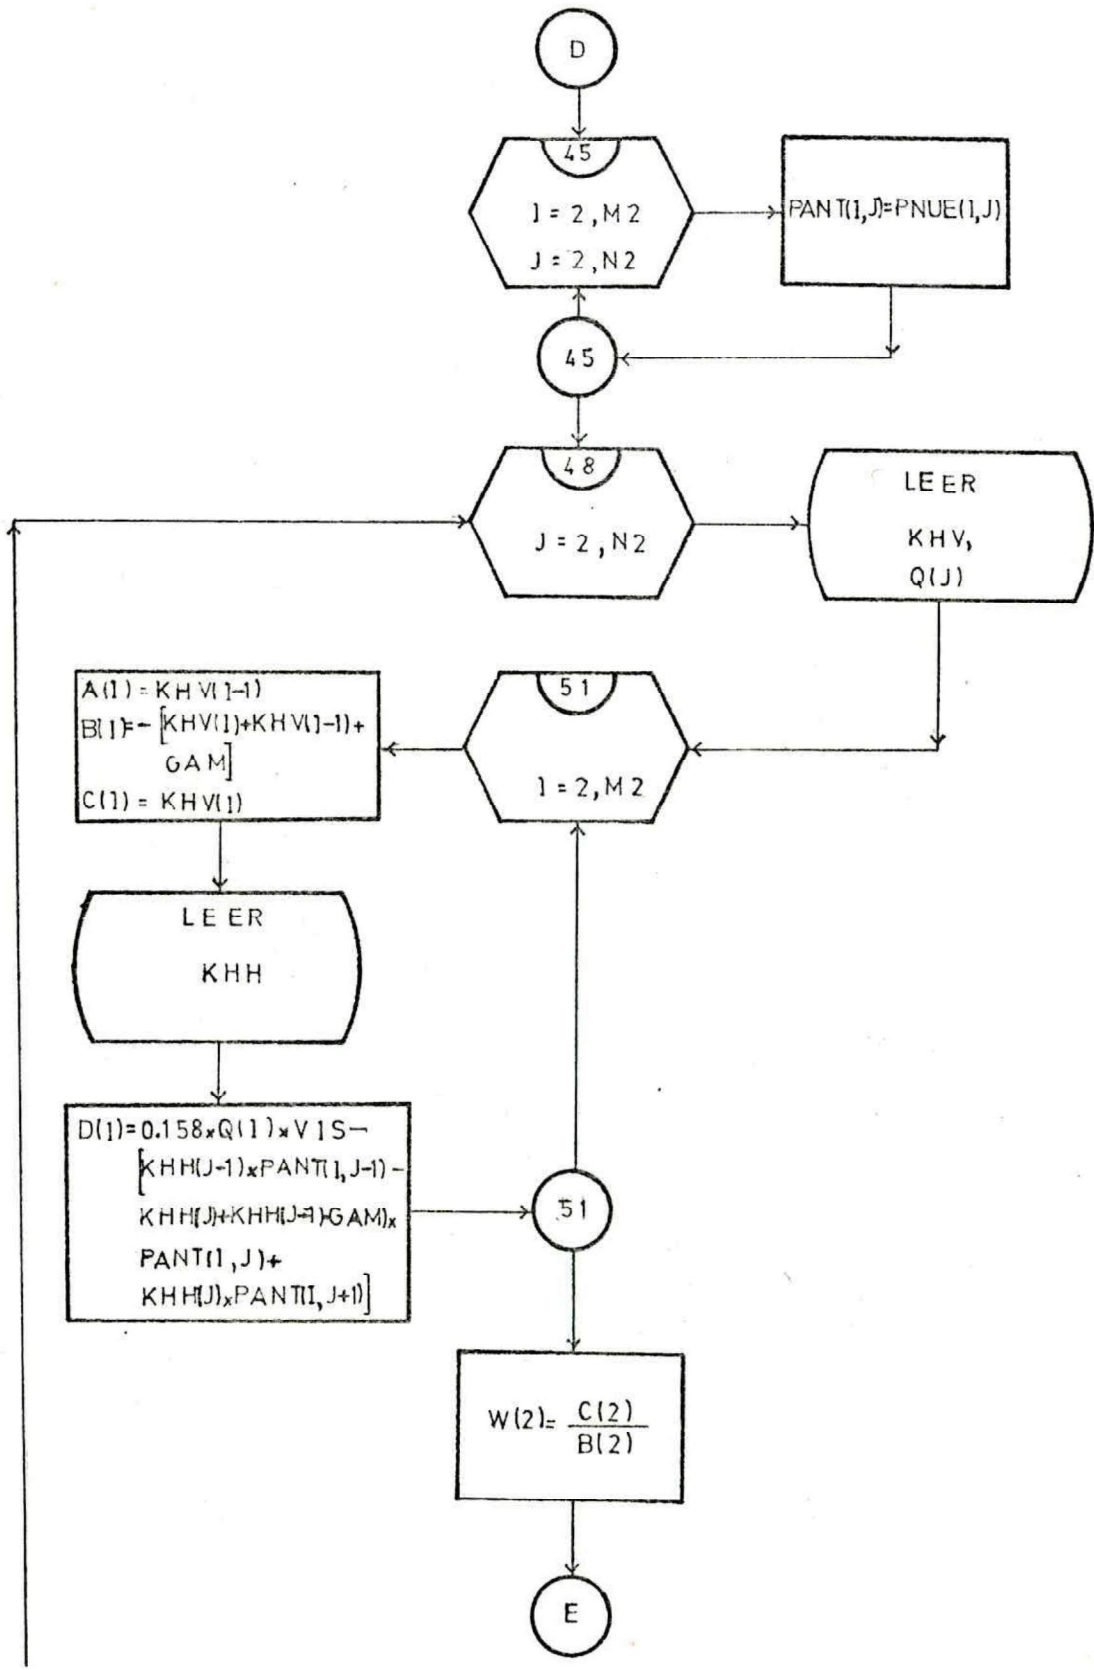 D
45
I = 2, M2
J = 2, N2
PANT(I,J)=PNUE(I,J)
45
48
J = 2, N2
LEER
KHV,
Q(J)
51
I = 2, M2
A(I) = KHV(I-1)
B(I)=-[KHV(I)+KHV(I-1)+
GAM]
C(I) = KHV(I)
LEER
KHH
D(I)=0.158xQ(I)xVIS-
[KHH(J-1)xPANT(I,J-1)-
KHH(J)+KHH(J-1)-GAM)x
PANT(I,J)+
KHH(J)xPANT(I,J+1)]
51
W(2)= C(2)
B(2)
E